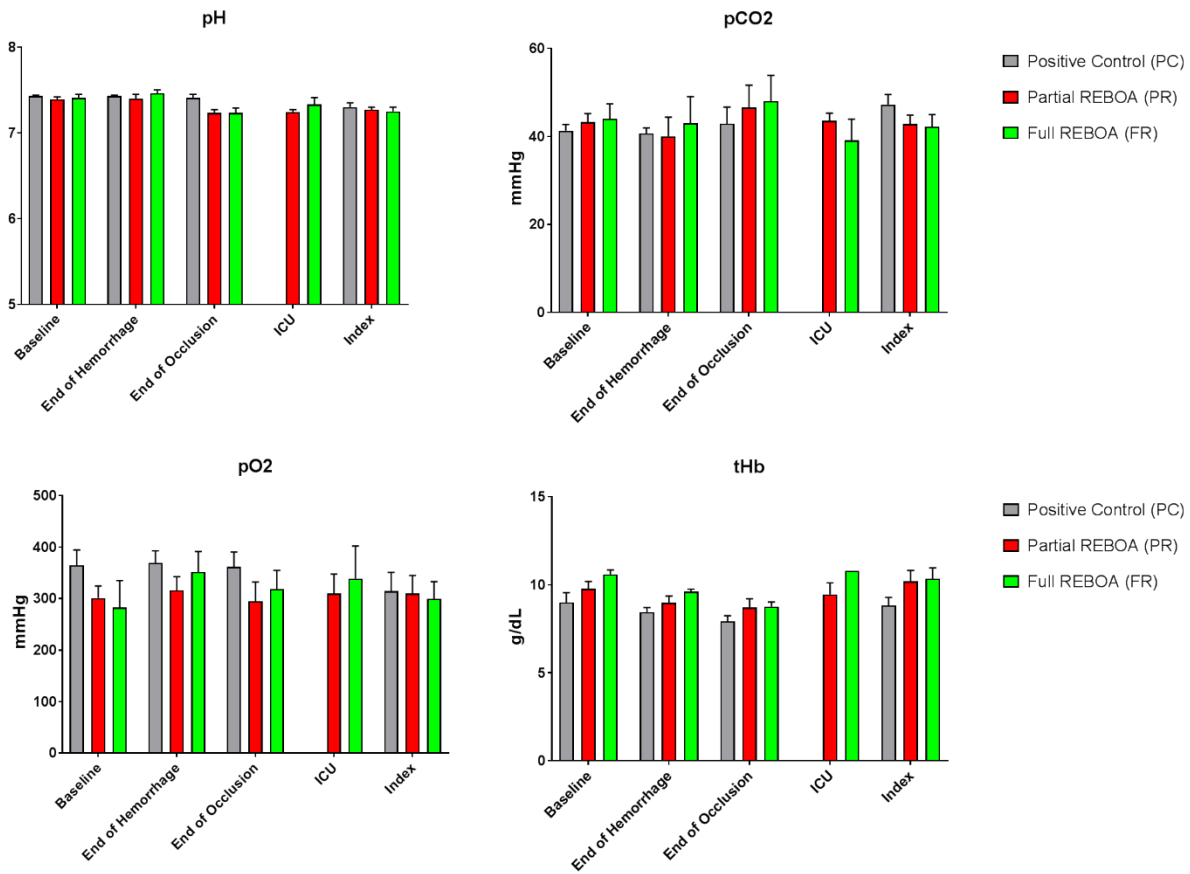 pH
8
7
6
5
Baseline
End of Hemorrhage
End of Occlusion
ICU
Index
pCO2
mmHg
60
40
20
0
Baseline
End of Hemorrhage
End of Occlusion
ICU
Index
Positive Control (PC)
Partial REBOA (PR)
Full REBOA (FR)
pO2
mmHg
500
400
300
200
100
0
Baseline
End of Hemorrhage
End of Occlusion
ICU
Index
tHb
g/dL
15
10
5
0
Baseline
End of Hemorrhage
End of Occlusion
ICU
Index
Positive Control (PC)
Partial REBOA (PR)
Full REBOA (FR)